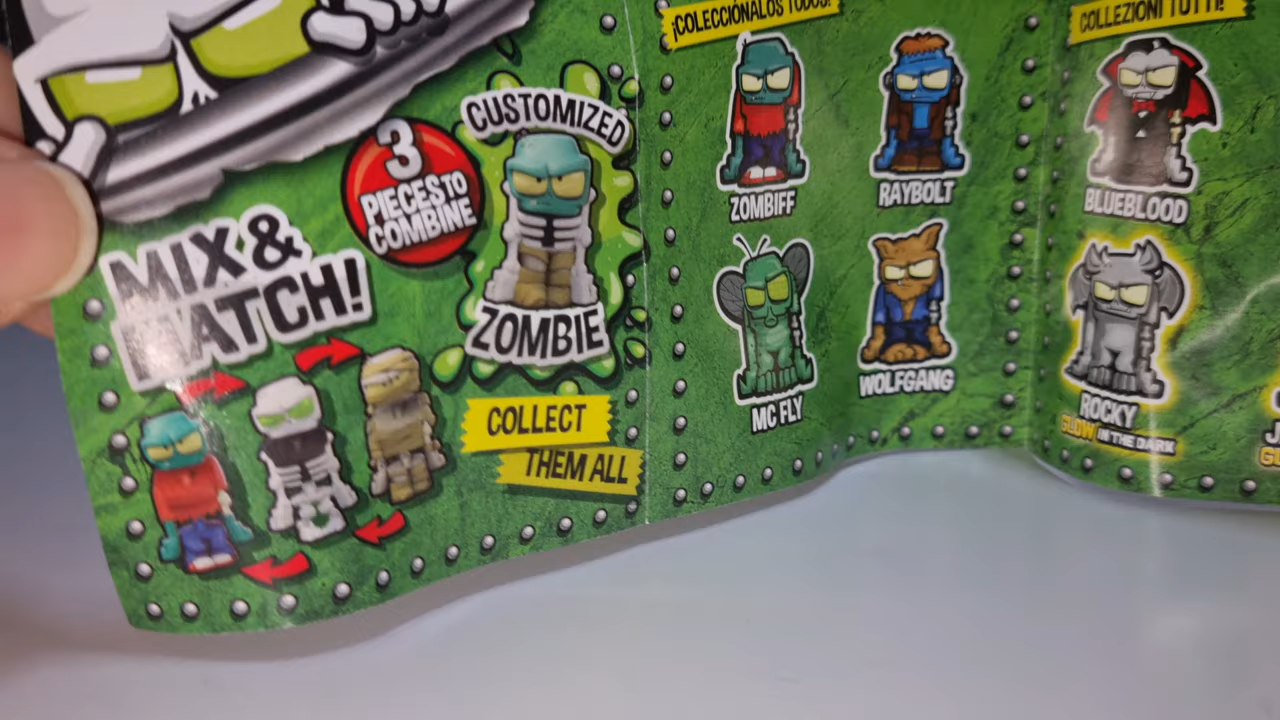 CUSTOMIZED
ZOMBIE
3
PIECES TO
COMBINE
MIX &
MATCH!
COLLECT
THEM ALL
¡COLECCIÓNALOS TODOS!
ZOMBIFF
RAYBOLT
MC FLY
WOLFGANG
COLLEZIONI TUTTI!
BLUEBLOOD
ROCKY
GLOW IN THE DARK